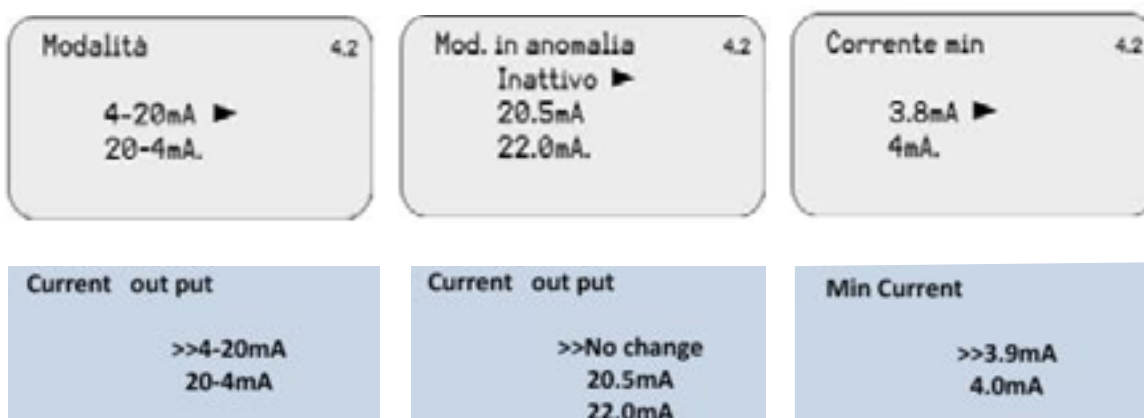 Modalità 4.2
4-20mA ►
20-4mA.
Mod. in anomalia 4.2
Inattivo ►
20.5mA
22.0mA.
Corrente min 4.2
3.8mA ►
4mA.
Current out put
>>4-20mA
20-4mA
Current out put
>>No change
20.5mA
22.0mA
Min Current
>>3.9mA
4.0mA